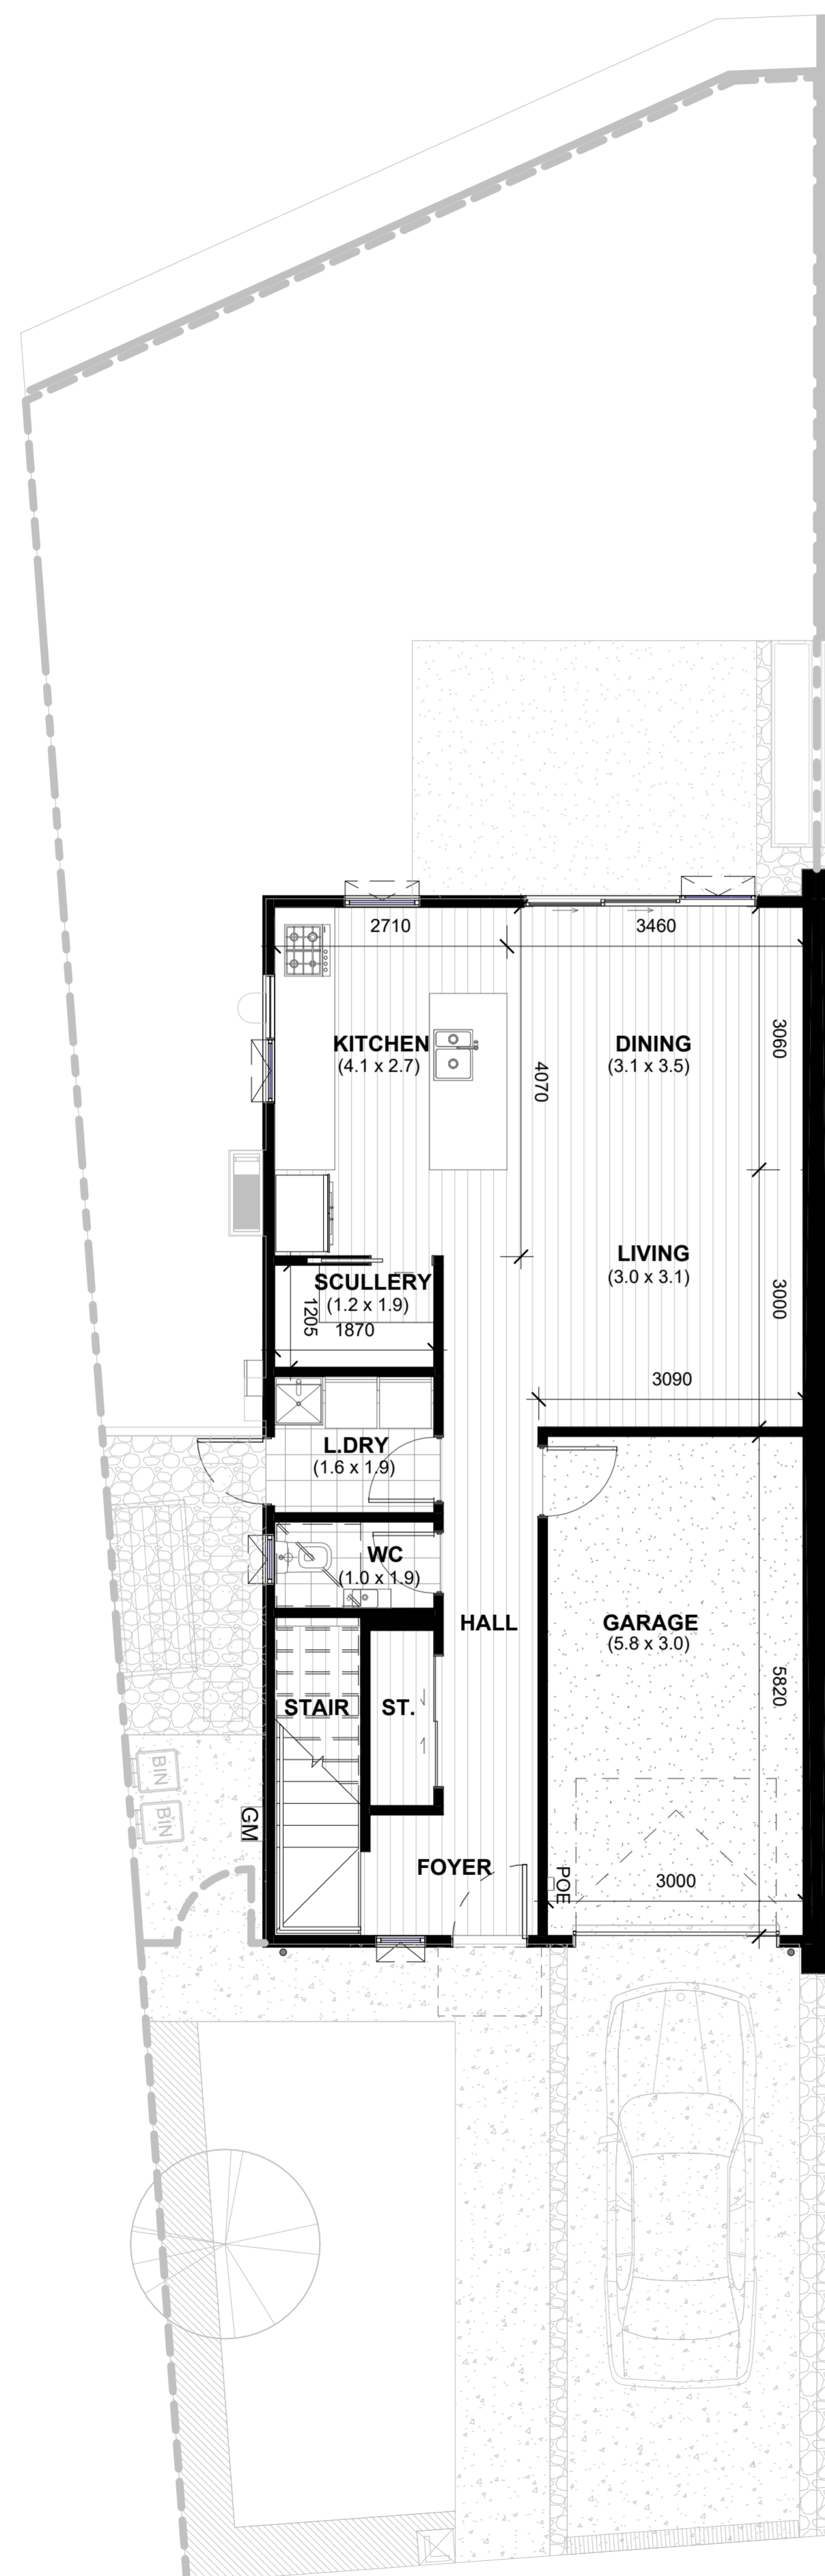 2710
3460
KITCHEN
(4.1 x 2.7)
DINING
(3.1 x 3.5)
3060
4070
LIVING
(3.0 x 3.1)
SCULLERY
(1.2 x 1.9)
1205
1870
3000
3090
L.DRY
(1.6 x 1.9)
WC
(1.0 x 1.9)
HALL
GARAGE
(5.8 x 3.0)
STAIR
ST.
5820
BIN
BIN
GM
FOYER
POE
3000